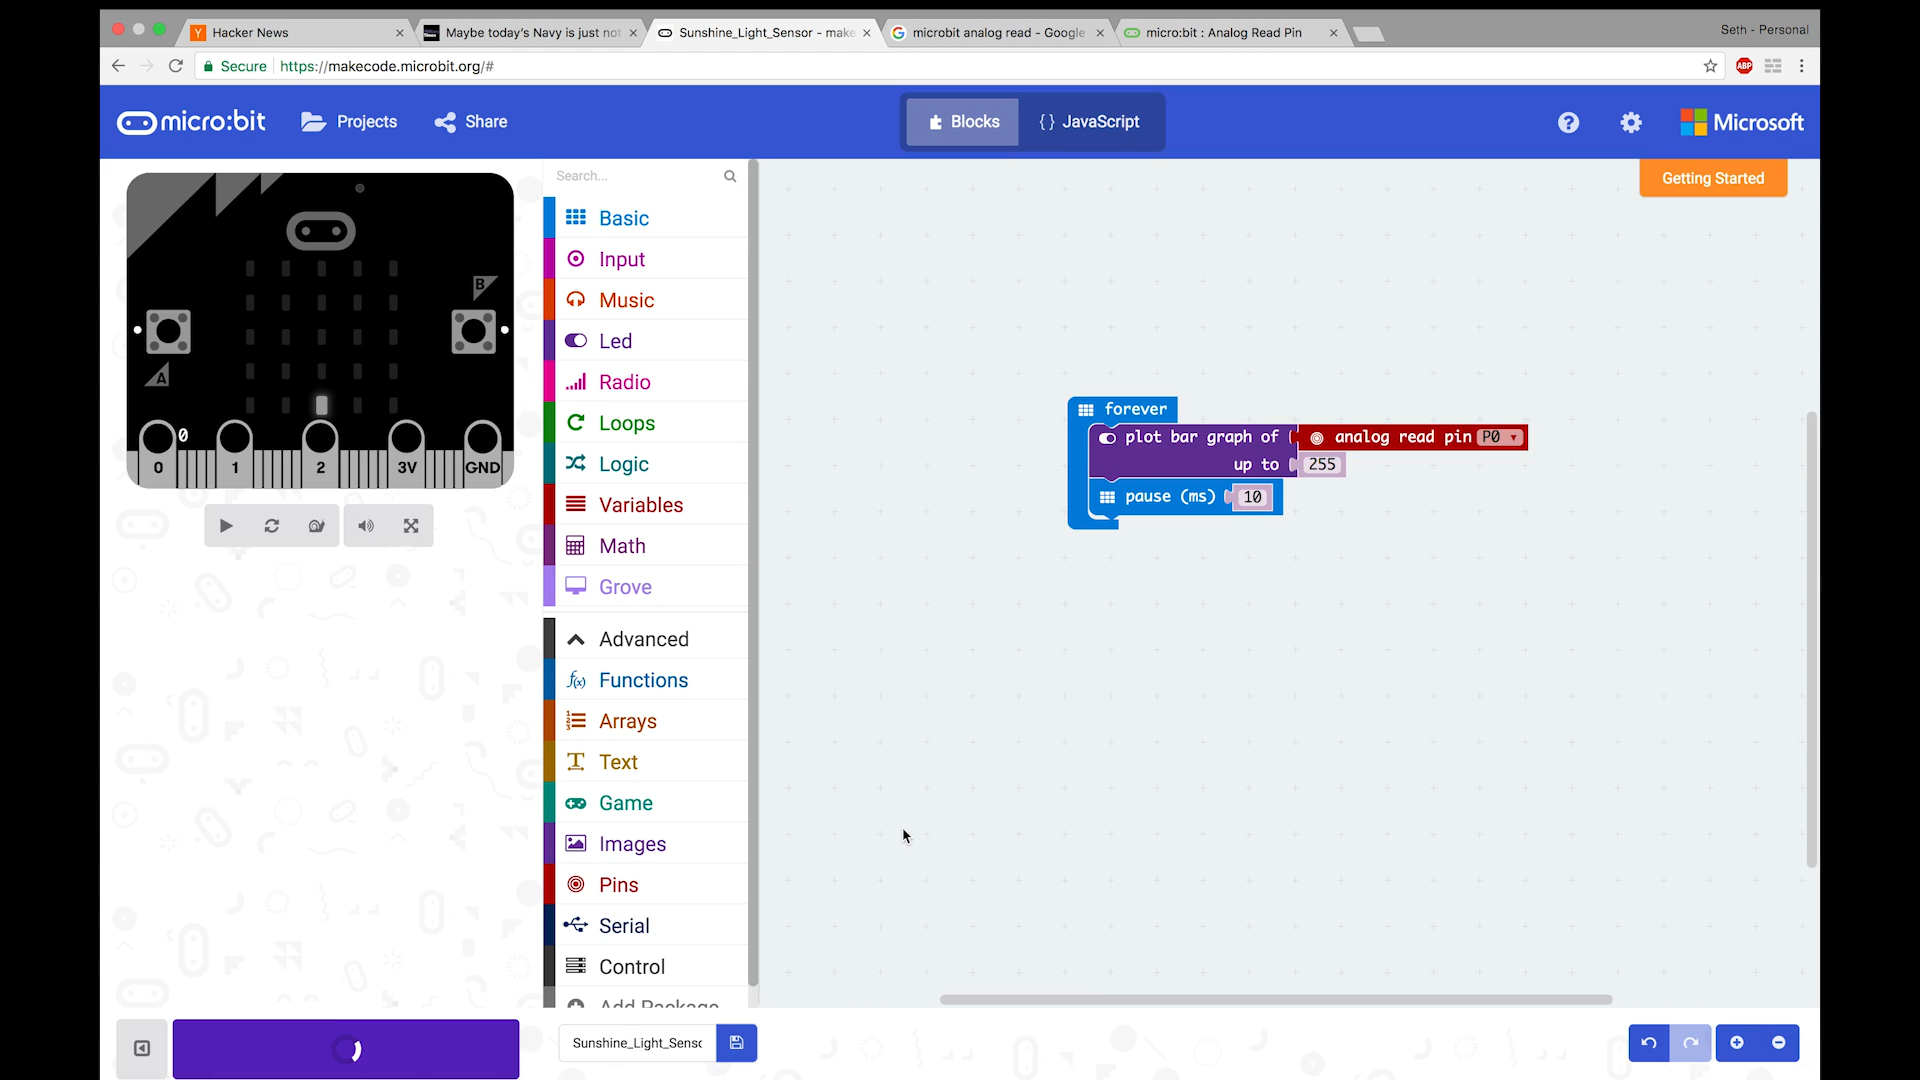 Hacker News
Maybe today's Navy is just not
Sunshine_Light_Sensor - make
microbit analog read - Google
micro:bit : Analog Read Pin
Seth - Personal
Secure
https://makecode.microbit.org/#
ABP
micro:bit
Projects
Share
Blocks
{} JavaScript
?
Microsoft
Getting Started
Search...
Basic
Input
Music
Led
Radio
Loops
Logic
Variables
Math
Grove
Advanced
f(x) Functions
Arrays
Text
Game
Images
Pins
Serial
Control
Add Package
B
A
0
0
1
2
3V
GND
forever
plot bar graph of
analog read pin P0
up to 255
pause (ms) 10
Sunshine_Light_Sensc